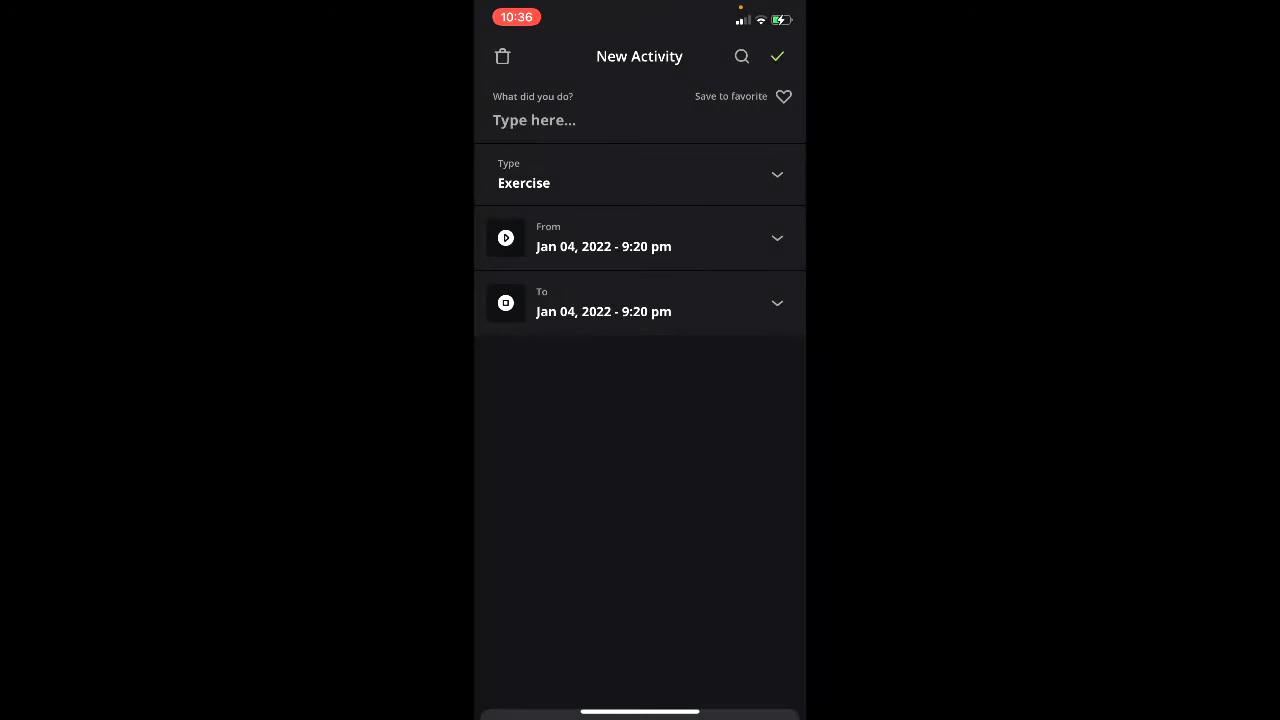 10:36
New Activity
What did you do?
Save to favorite
Type here...
Type
Exercise
From
Jan 04, 2022 - 9:20 pm
To
Jan 04, 2022 - 9:20 pm